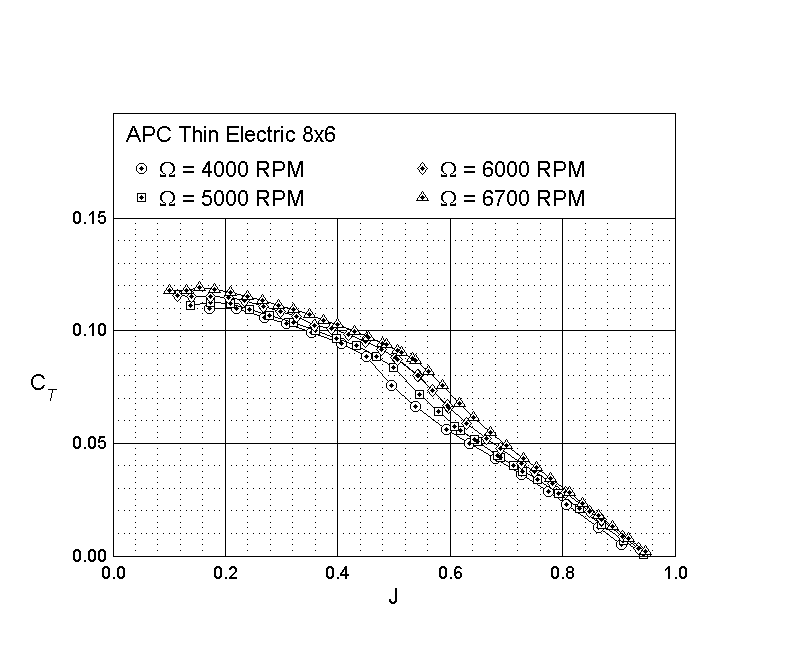 APC Thin Electric 8x6
Ω = 4000 RPM
Ω = 6000 RPM
Ω = 5000 RPM
Ω = 6700 RPM
0.15
0.10
C_T
0.05
0.00
0.0 0.2 0.4 0.6 0.8 1.0
J